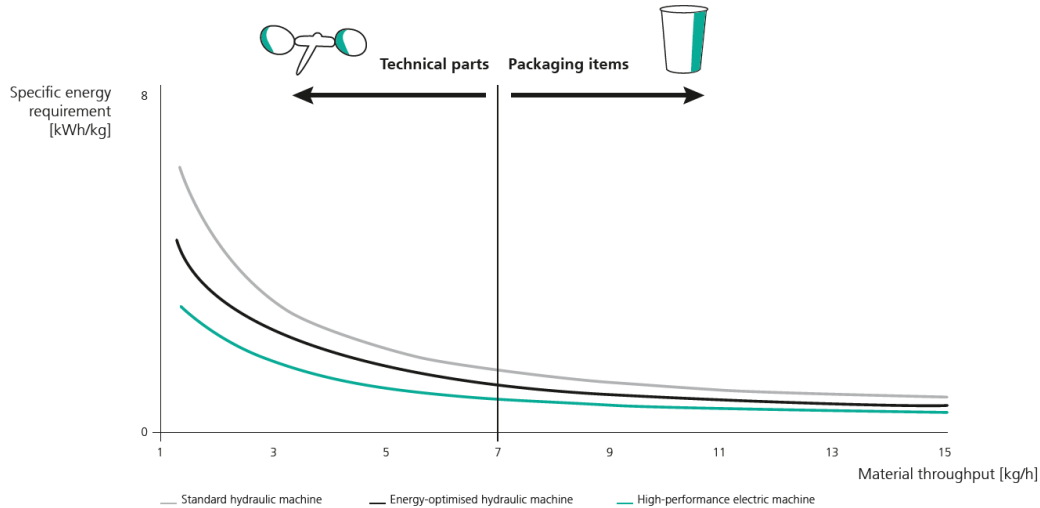 Technical parts
Packaging items
Specific energy
requirement
[kWh/kg]
8
0
1 3 5 7 9 11 13 15
Material throughput [kg/h]
Standard hydraulic machine
Energy-optimised hydraulic machine
High-performance electric machine